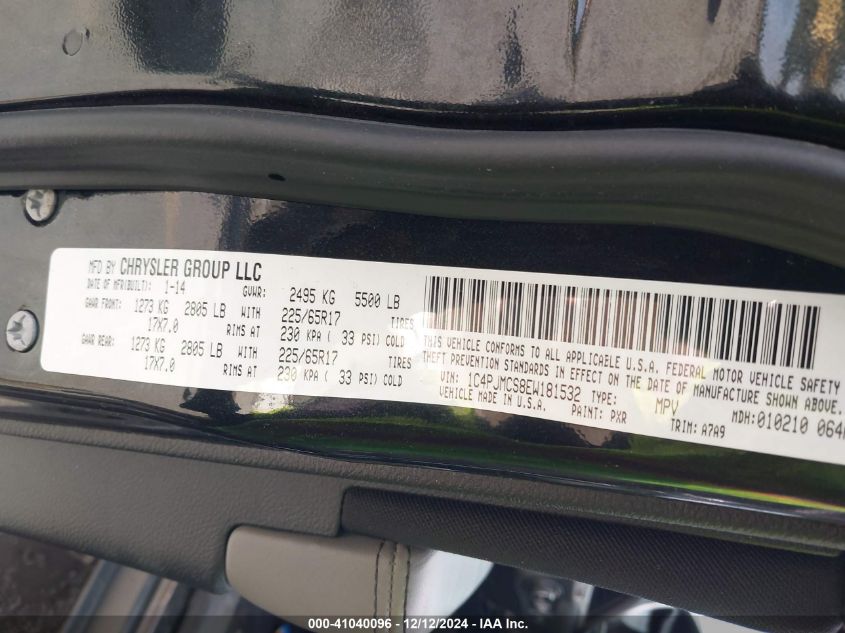 MFD BY CHRYSLER GROUP LLC
DATE OF MFR(BUILT): 1-14 GVWR: 2495 KG 5500 LB
GAWR FRONT: 1273 KG 2805 LB WITH 225/65R17 TIRES
17X7.0 RIMS AT 230 KPA ( 33 PSI) COLD
GAWR REAR: 1273 KG 2805 LB WITH 225/65R17 TIRES
17X7.0 RIMS AT 230 KPA ( 33 PSI) COLD
THIS VEHICLE CONFORMS TO ALL APPLICABLE U.S.A. FEDERAL MOTOR VEHICLE SAFETY
THEFT PREVENTION STANDARDS IN EFFECT ON THE DATE OF MANUFACTURE SHOWN ABOVE.
VIN: 1C4PJMCS8EW181532 TYPE: MPV MDH:010210
VEHICLE MADE IN U.S.A. PAINT: PXR TRIM: A7A9
000-41040096 - 12/12/2024 - IAA Inc.